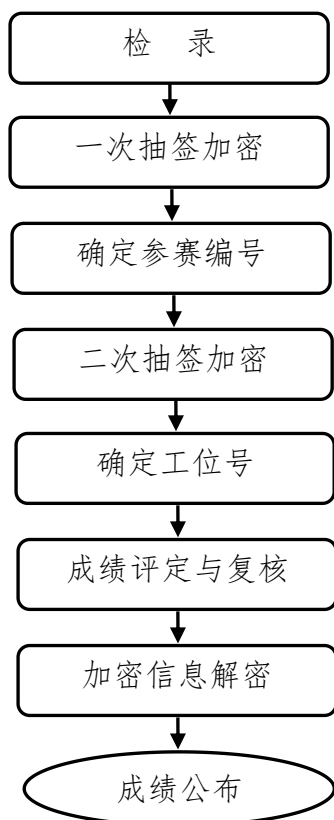 检　录
一次抽签加密
确定参赛编号
二次抽签加密
确定工位号
成绩评定与复核
加密信息解密
成绩公布